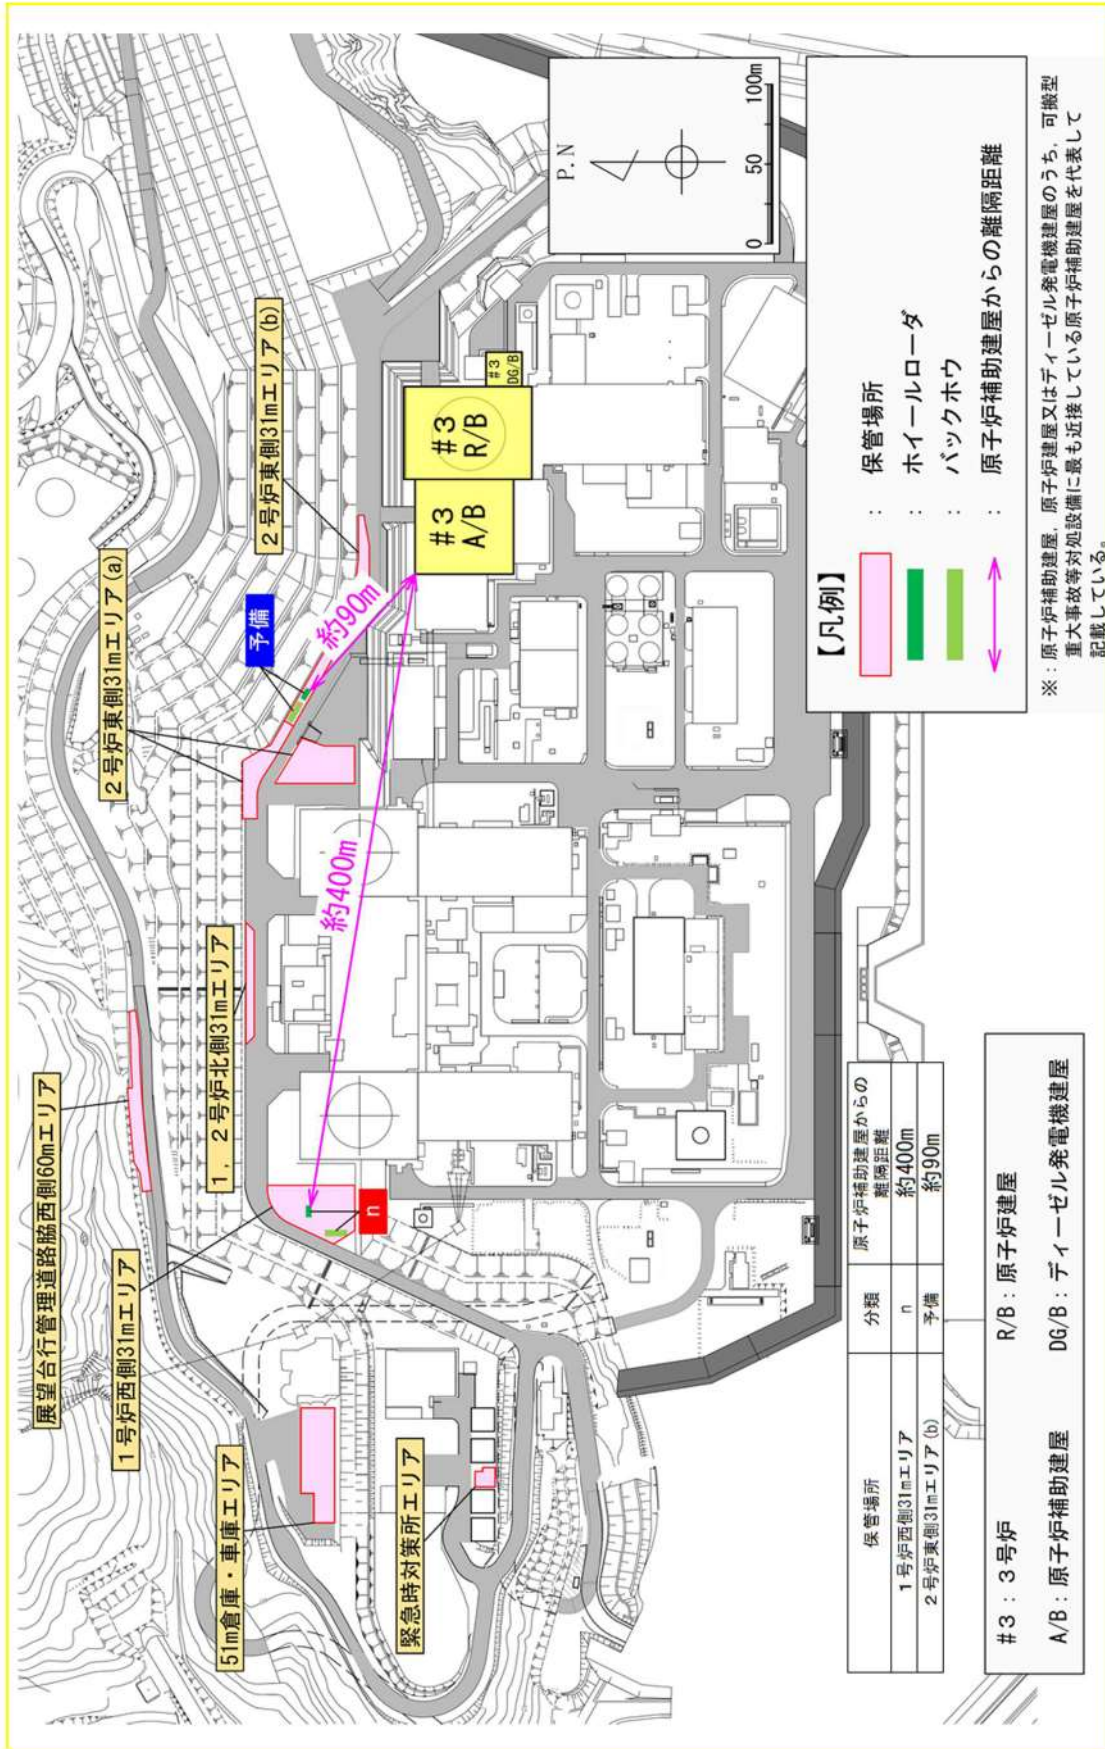 展望台行管理道路脇西側60mエリア
1号炉西側31mエリア
51m倉庫・車庫エリア
緊急時対策所エリア
1，2号炉北側31mエリア
2号炉東側31mエリア(a)
2号炉東側31mエリア(b)
予備
n
約90m
約400m
#3
A/B
#3
R/B
#3
DG/B
P.N
0 50 100m
【凡例】
： 保管場所
： ホイールローダ
： バックホウ
： 原子炉補助建屋からの離隔距離
※：原子炉補助建屋，原子炉建屋又はディーゼル発電機建屋のうち，可搬型
重大事故等対処設備に最も近接している原子炉補助建屋を代表して
記載している。
保管場所 分類 原子炉補助建屋からの
離隔距離
1号炉西側31mエリア n 約400m
2号炉東側31mエリア(b) 予備 約90m
#3：3号炉 R/B：原子炉建屋
A/B：原子炉補助建屋 DG/B：ディーゼル発電機建屋